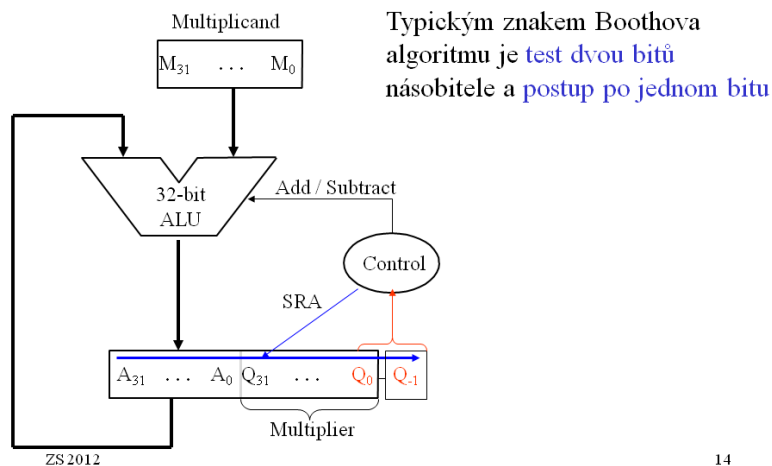 Multiplicand
M31 ... M0
Typickým znakem Boothova
algoritmu je test dvou bitů
násobitele a postup po jednom bitu
32-bit
ALU
Add / Subtract
Control
SRA
A31 ... A0 Q31 ... Q0 Q-1
Multiplier
ZS 2012
14